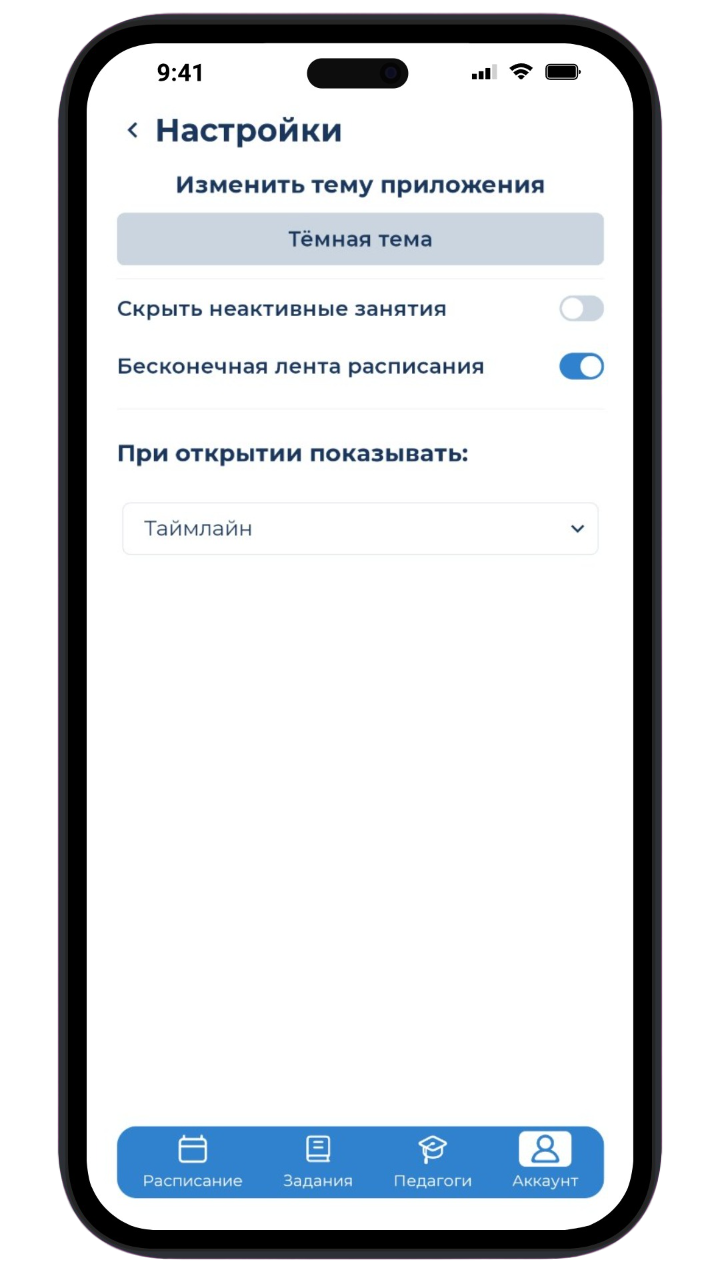 9:41
Настройки
Изменить тему приложения
Тёмная тема
Скрыть неактивные занятия
Бесконечная лента расписания
При открытии показывать:
Таймлайн
Расписание
Задания
Педагоги
Аккаунт